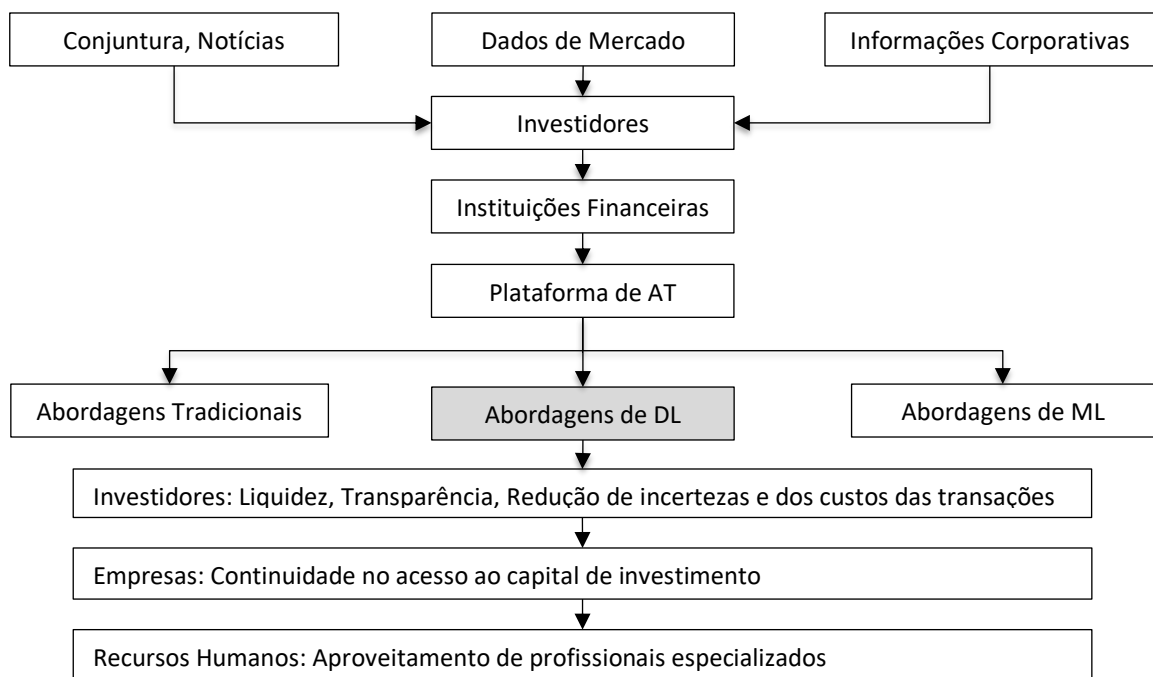 Conjuntura, Notícias
Dados de Mercado
Informações Corporativas
Investidores
Instituições Financeiras
Plataforma de AT
Abordagens Tradicionais
Abordagens de DL
Abordagens de ML
Investidores: Liquidez, Transparência, Redução de incertezas e dos custos das transações
Empresas: Continuidade no acesso ao capital de investimento
Recursos Humanos: Aproveitamento de profissionais especializados